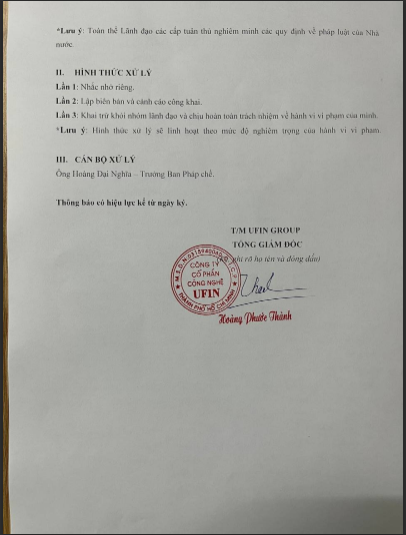 *Lưu ý: Toàn thể Lãnh đạo các cấp tuân thủ nghiêm minh các quy định về pháp luật của Nhà
nước.
II. HÌNH THỨC XỬ LÝ
Lần 1: Nhắc nhở riêng.
Lần 2: Lập biên bản và cảnh cáo công khai.
Lần 3: Khai trừ khỏi nhóm lãnh đạo và chịu hoàn toàn trách nhiệm về hành vi vi phạm của mình.
*Lưu ý: Hình thức xử lý sẽ linh hoạt theo mức độ nghiêm trọng của hành vi vi phạm
III. CÁN BỘ XỬ LÝ
Ông Hoàng Đại Nghĩa – Trưởng Ban Pháp chế.
Thông báo có hiệu lực kể từ ngày ký.
T/M UFIN GROUP
TỔNG GIÁM ĐỐC
ghi rõ họ tên và đóng dấu)
CÔNG TY
CỔ PHẦN
CÔNG NGHỆ
UFIN
THÀNH PHỐ HỒ CHÍ MINH
Hoàng Phước Thành